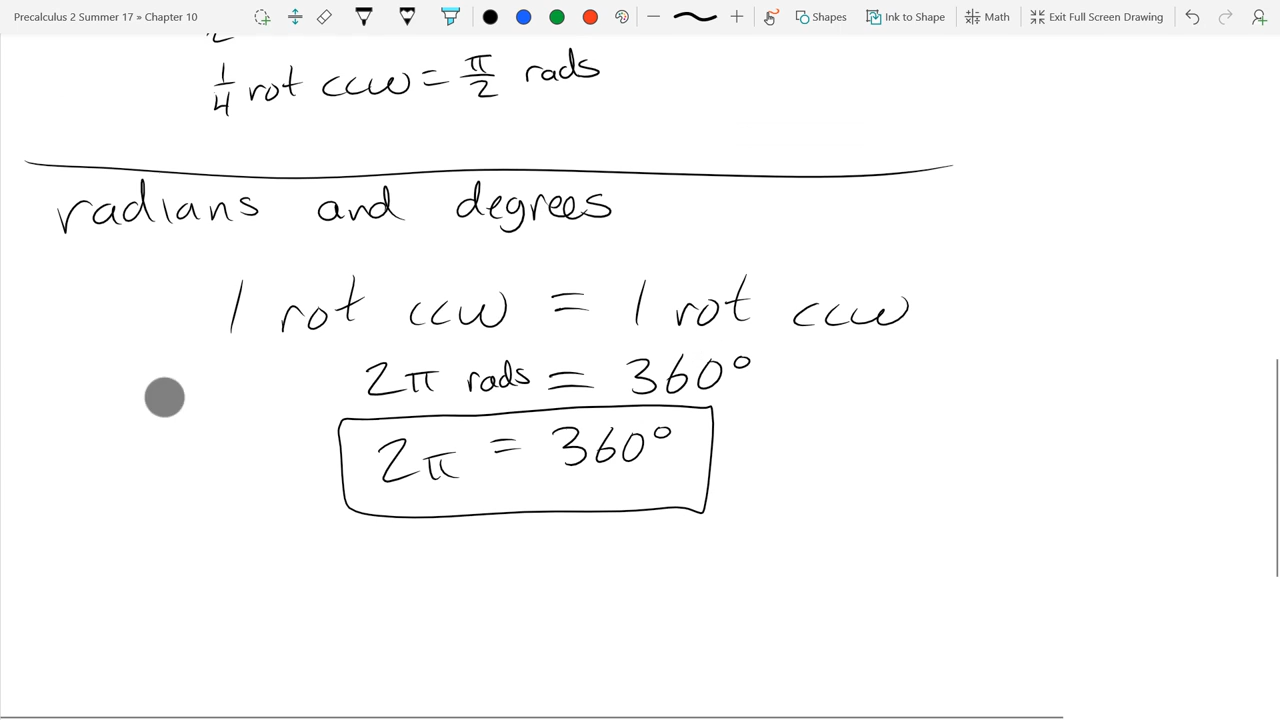 Precalculus 2 Summer 17 » Chapter 10
Shapes
Ink to Shape
Math
Exit Full Screen Drawing
1/4 rot ccw = π/2 rads
radians and degrees
1 rot ccw = 1 rot ccw
2π rads = 360°
2π = 360°